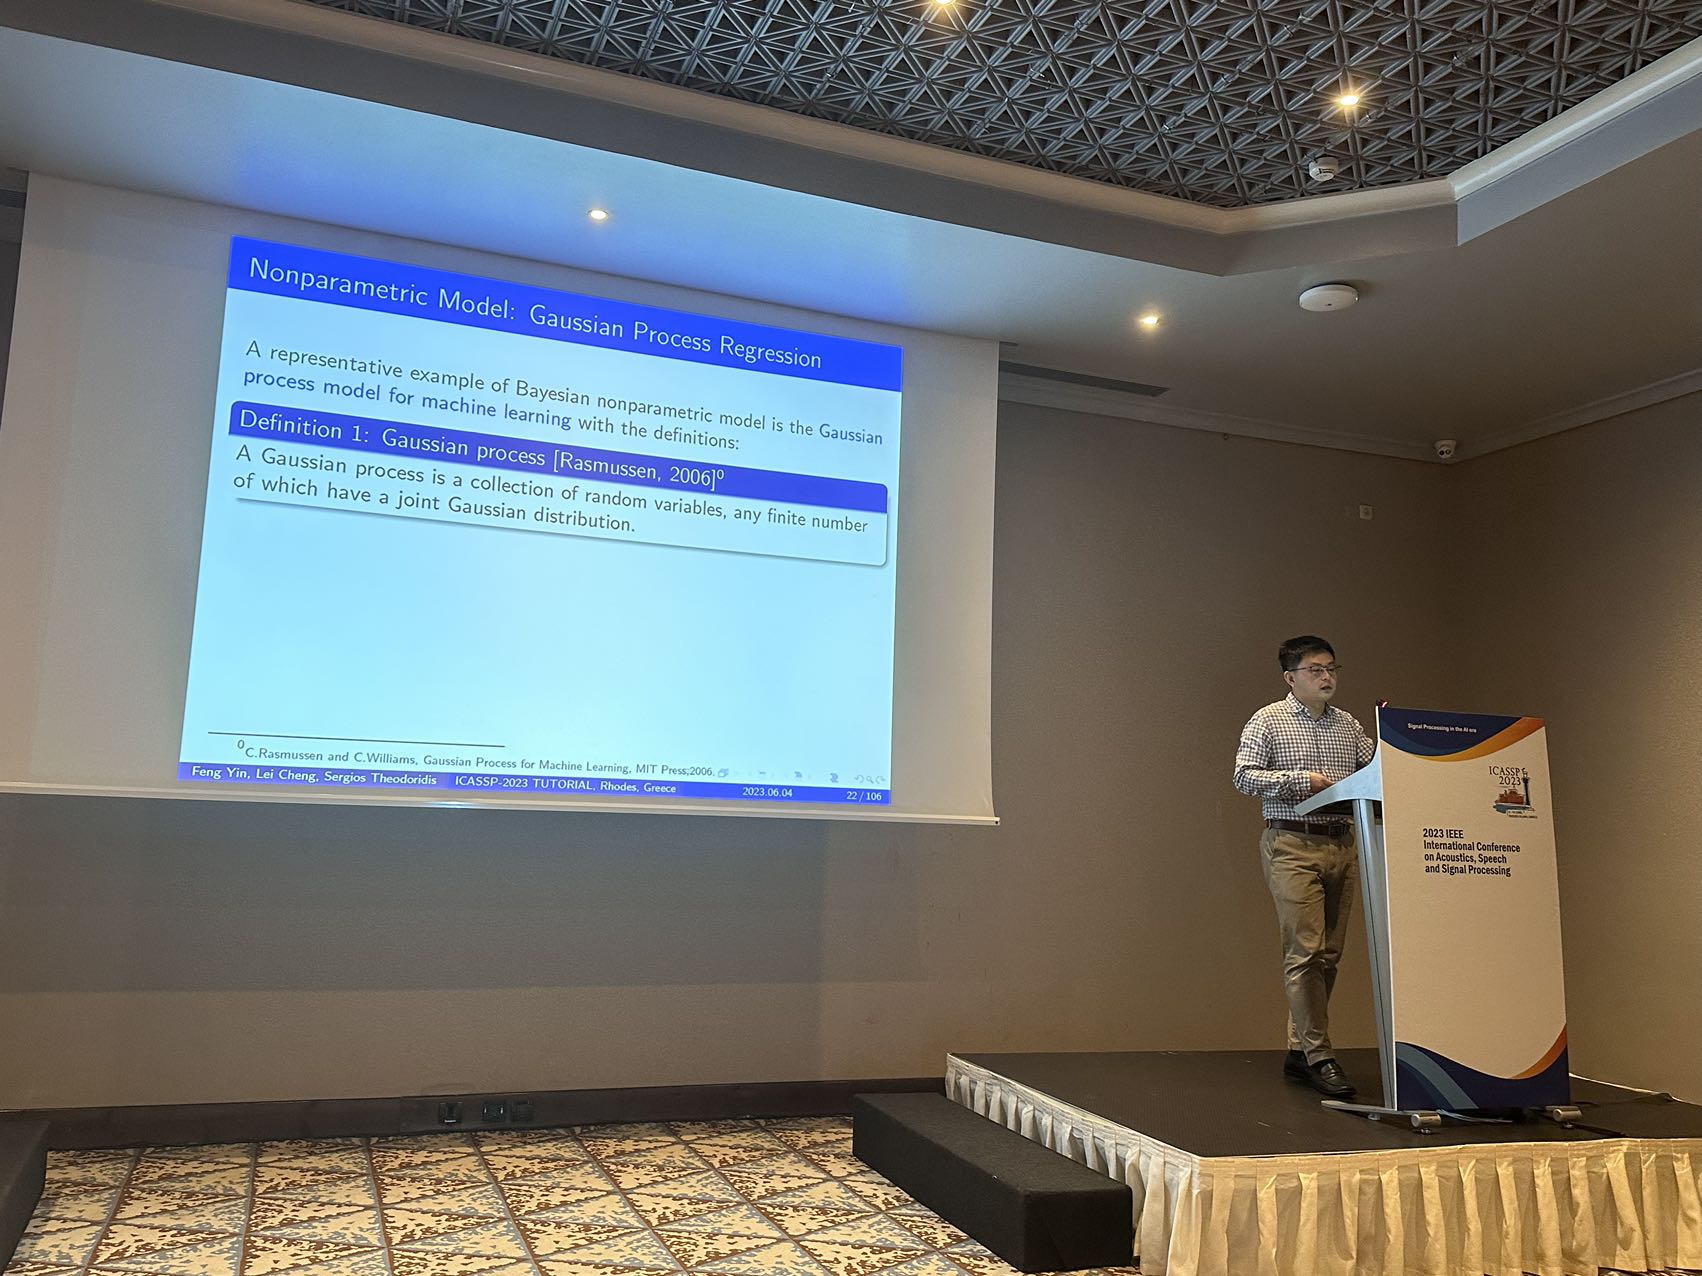 Nonparametric Model: Gaussian Process Regression
A representative example of Bayesian nonparametric model is the Gaussian
process model for machine learning with the definitions:
Definition 1: Gaussian process [Rasmussen, 2006]⁰
A Gaussian process is a collection of random variables, any finite number
of which have a joint Gaussian distribution.
⁰C.Rasmussen and C.Williams, Gaussian Process for Machine Learning, MIT Press,2006.
Feng Yin, Lei Cheng, Sergios Theodoridis ICASSP-2023 TUTORIAL, Rhodes, Greece 2023.06.04 22 / 106
Signal Processing in the AI era
ICASSP
2023
2023 IEEE
International Conference
on Acoustics, Speech
and Signal Processing